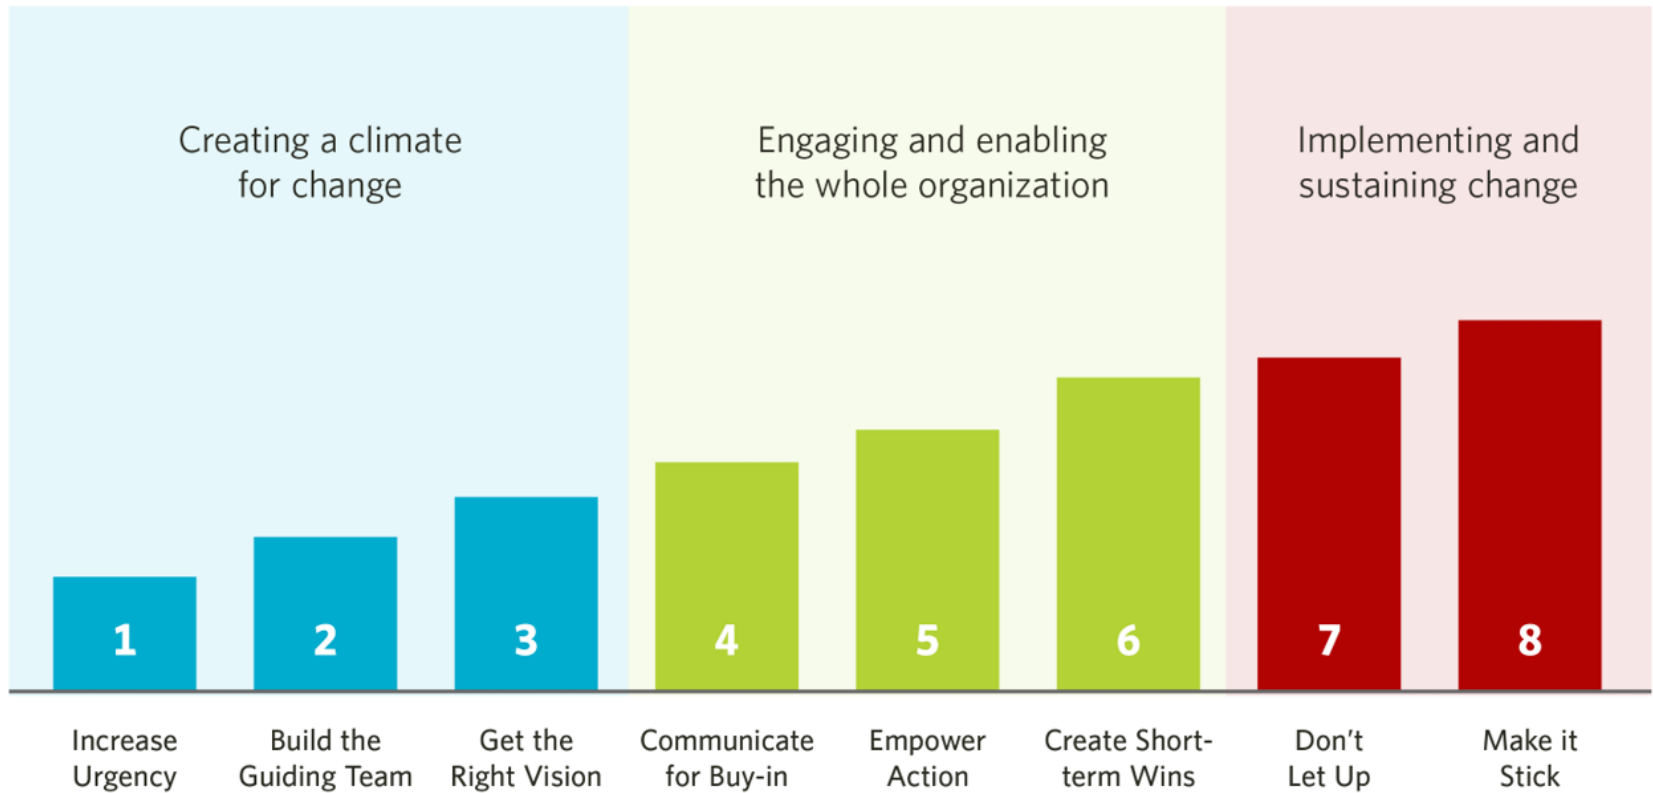 Creating a climate
for change
Engaging and enabling
the whole organization
Implementing and
sustaining change
1
2
3
4
5
6
7
8
Increase
Urgency
Build the
Guiding Team
Get the
Right Vision
Communicate
for Buy-in
Empower
Action
Create Short-
term Wins
Don't
Let Up
Make it
Stick